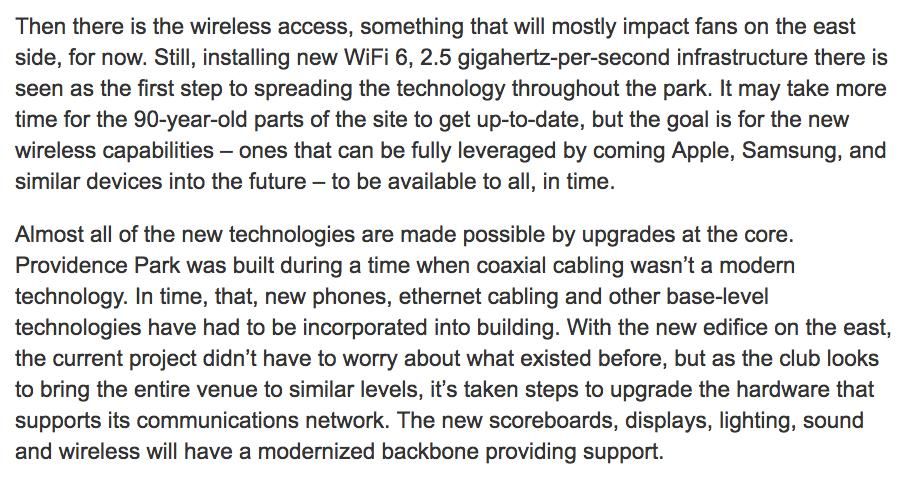 Then there is the wireless access, something that will mostly impact fans on the east
side, for now. Still, installing new WiFi 6, 2.5 gigahertz-per-second infrastructure there is
seen as the first step to spreading the technology throughout the park. It may take more
time for the 90-year-old parts of the site to get up-to-date, but the goal is for the new
wireless capabilities – ones that can be fully leveraged by coming Apple, Samsung, and
similar devices into the future – to be available to all, in time.
Almost all of the new technologies are made possible by upgrades at the core.
Providence Park was built during a time when coaxial cabling wasn’t a modern
technology. In time, that, new phones, ethernet cabling and other base-level
technologies have had to be incorporated into building. With the new edifice on the east,
the current project didn’t have to worry about what existed before, but as the club looks
to bring the entire venue to similar levels, it’s taken steps to upgrade the hardware that
supports its communications network. The new scoreboards, displays, lighting, sound
and wireless will have a modernized backbone providing support.